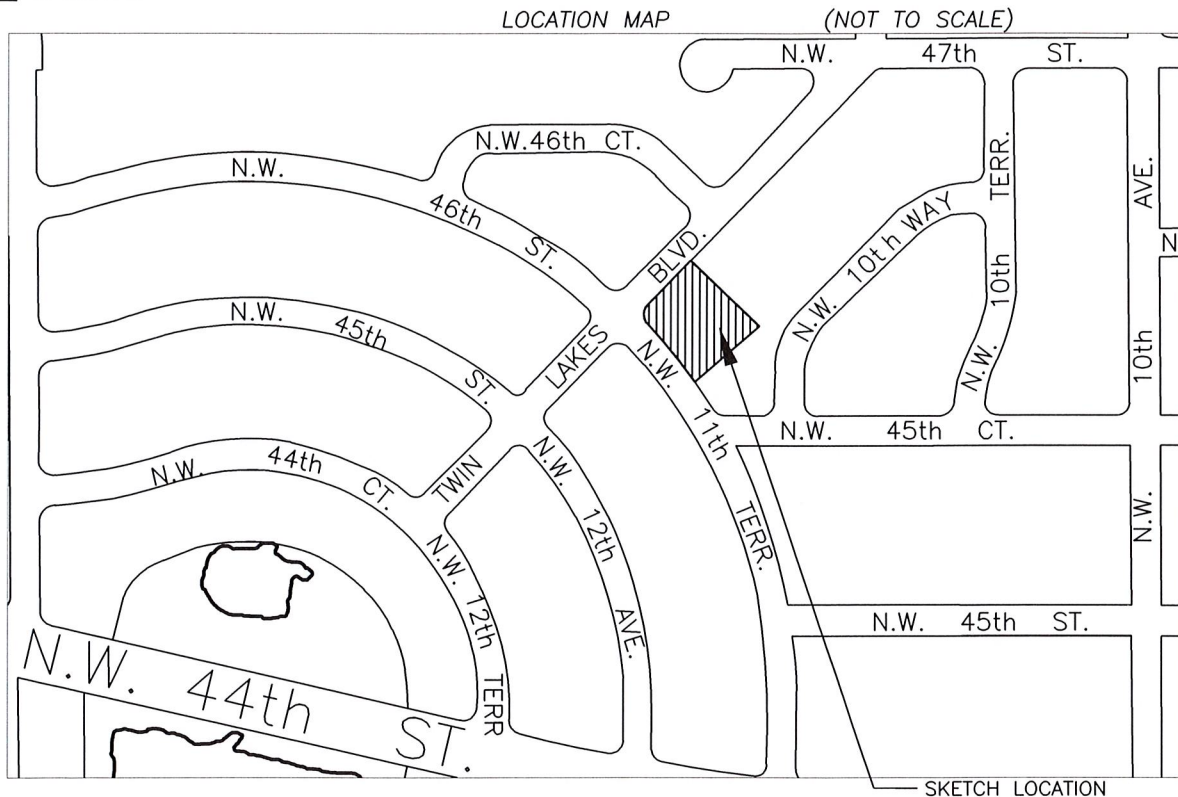 LOCATION MAP (NOT TO SCALE)
N.W. 47th ST.
N.W. 46th CT.
N.W. 46th ST.
TWIN LAKES BLVD.
N.W. 10th WAY
N.W. 10th TERR.
N.W. 10th AVE.
N
N.W. 45th ST.
N.W. 11th TERR.
N.W. 45th CT.
N.W. 44th CT.
N.W. 12th AVE.
N.W. 12th TERR
N.W. 45th ST.
N.W. 44th ST.
SKETCH LOCATION